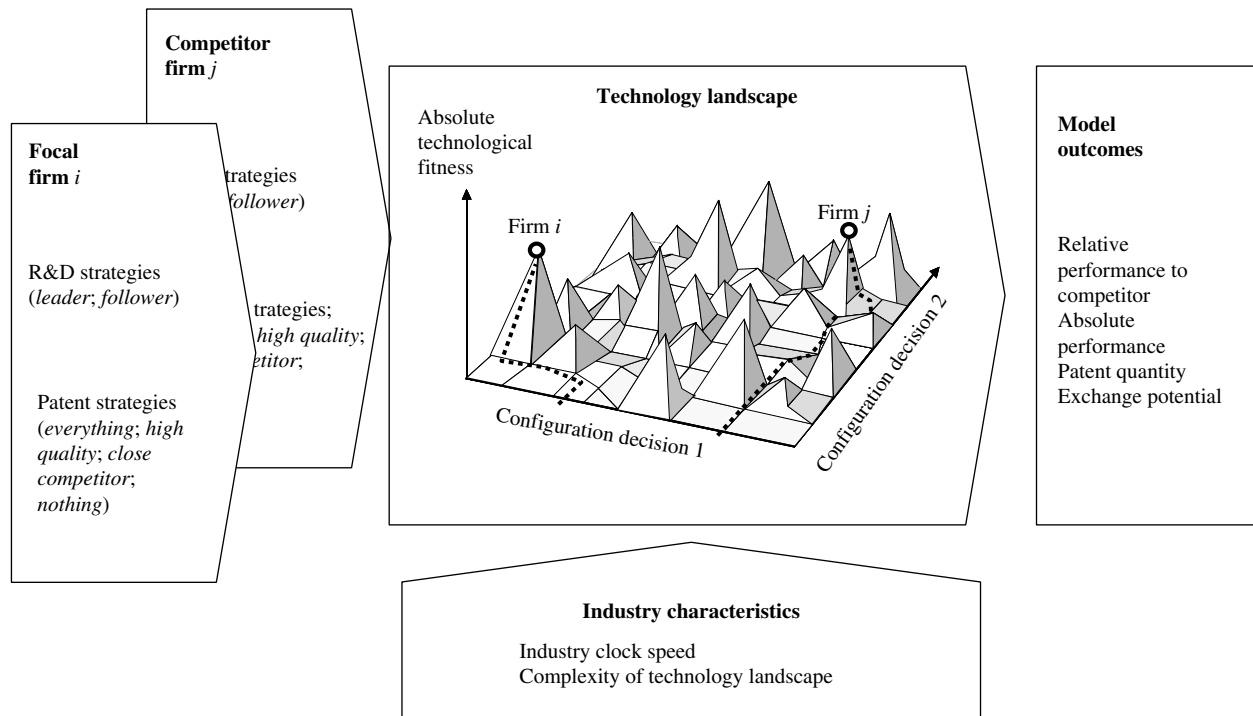 Competitor
firm j
trategies
follower)
trategies;
high quality;
etitor;
Focal
firm i
R&D strategies
(leader; follower)
Patent strategies
(everything; high
quality; close
competitor;
nothing)
Technology landscape
Absolute
technological
fitness
Firm i
Firm j
Configuration decision 1
Configuration decision 2
Model
outcomes
Relative
performance to
competitor
Absolute
performance
Patent quantity
Exchange potential
Industry characteristics
Industry clock speed
Complexity of technology landscape